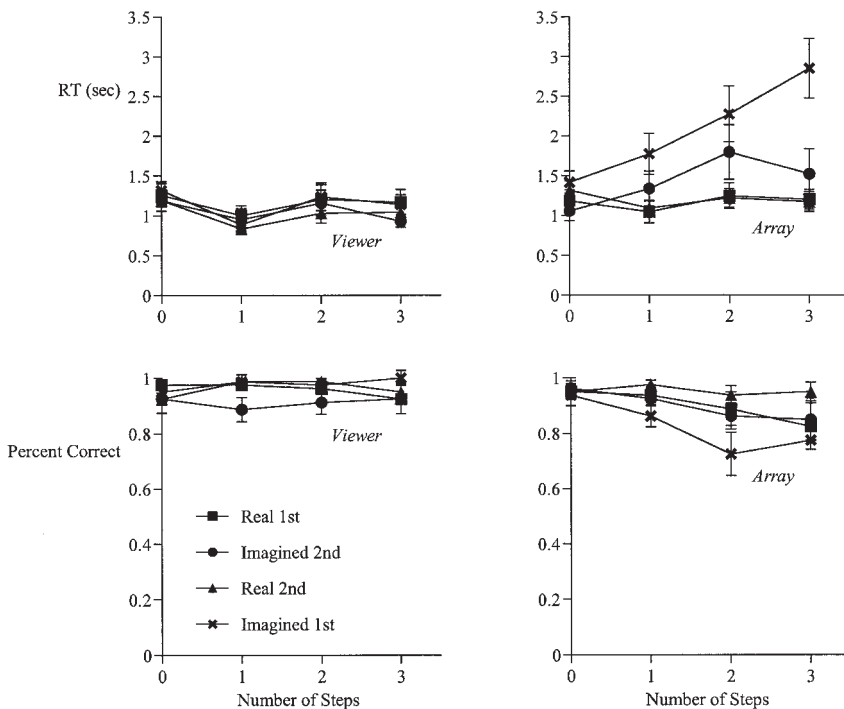 3.5
3
2.5
RT (sec)
2
1.5
1
0.5
0
Viewer
0 1 2 3
3.5
3
2.5
2
1.5
1
0.5
0
Array
0 1 2 3
1
0.8
Percent Correct
0.6
0.4
0.2
0
Viewer
Real 1st
Imagined 2nd
Real 2nd
Imagined 1st
0 1 2 3
Number of Steps
1
0.8
0.6
0.4
0.2
0
Array
0 1 2 3
Number of Steps